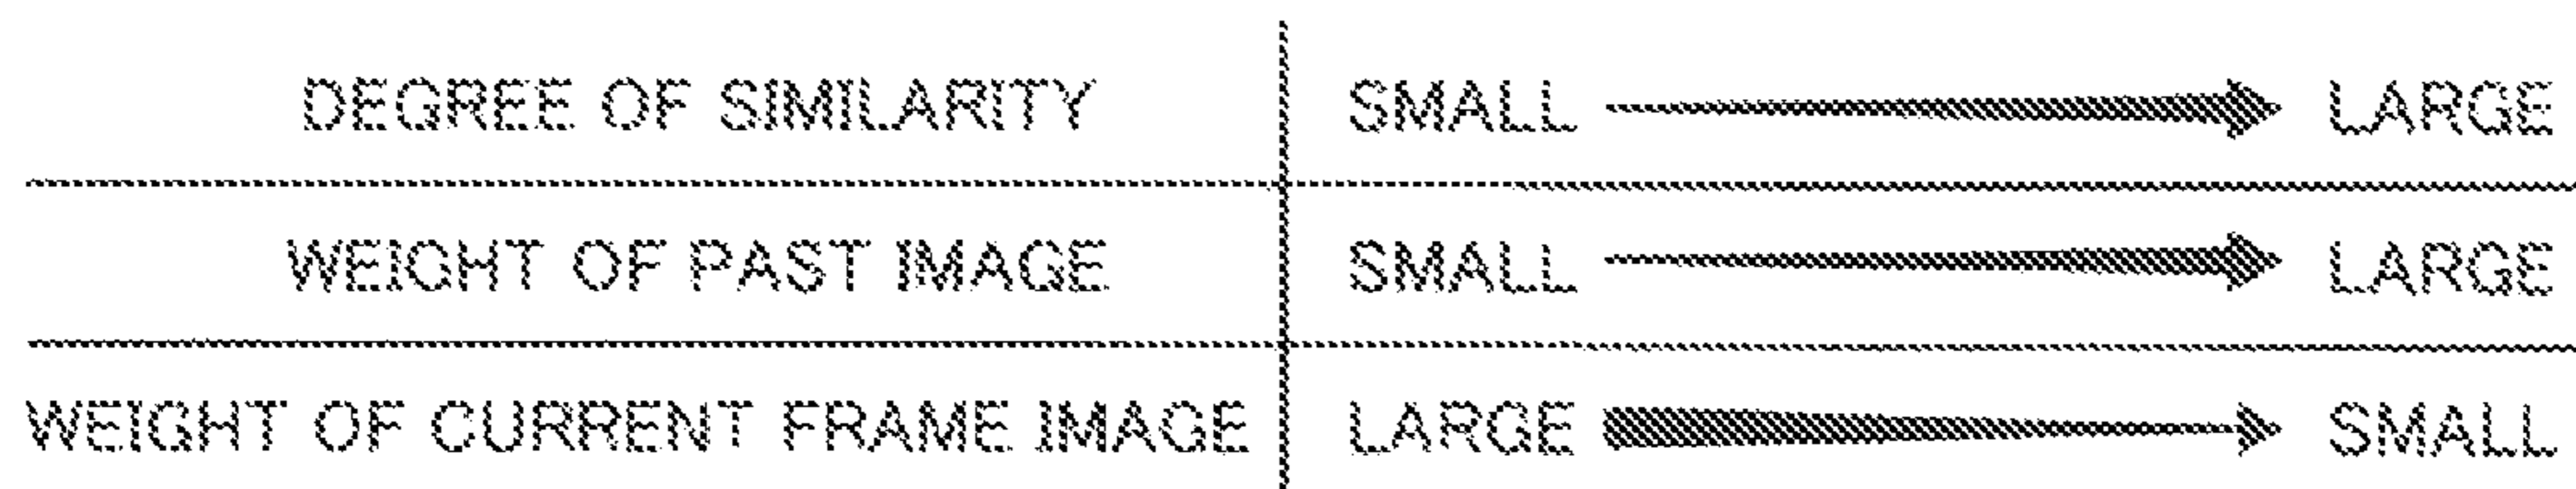 DEGREE OF SIMILARITY SMALL LARGE
WEIGHT OF PAST IMAGE SMALL LARGE
WEIGHT OF CURRENT FRAME IMAGE LARGE SMALL